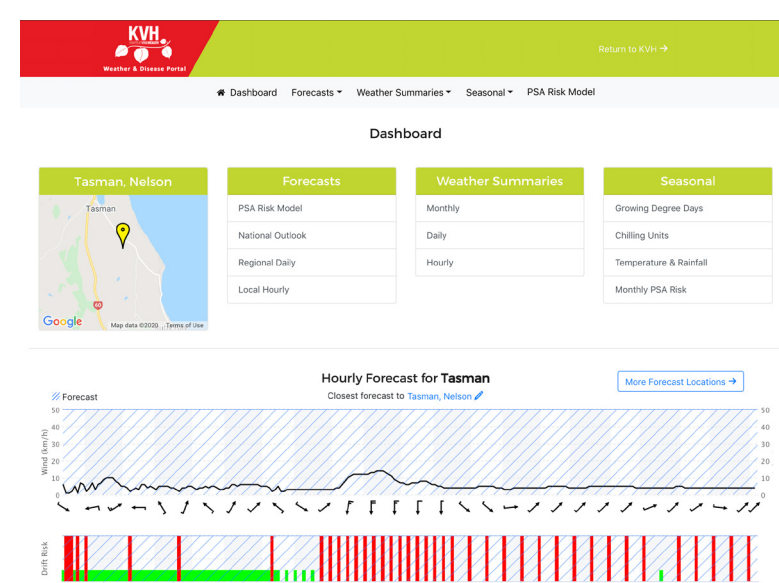 KVH
Weather & Disease Portal
Return to KVH →
Dashboard
Forecasts
Weather Summaries
Seasonal
PSA Risk Model
Dashboard
Tasman, Nelson
Tasman
60
Google
Map data ©2020
Terms of Use
Forecasts
PSA Risk Model
National Outlook
Regional Daily
Local Hourly
Weather Summaries
Monthly
Daily
Hourly
Seasonal
Growing Degree Days
Chilling Units
Temperature & Rainfall
Monthly PSA Risk
Hourly Forecast for Tasman
Closest forecast to Tasman, Nelson
More Forecast Locations →
Forecast
Wind (km/h)
50
40
30
20
10
0
50
40
30
20
10
0
Drift Risk